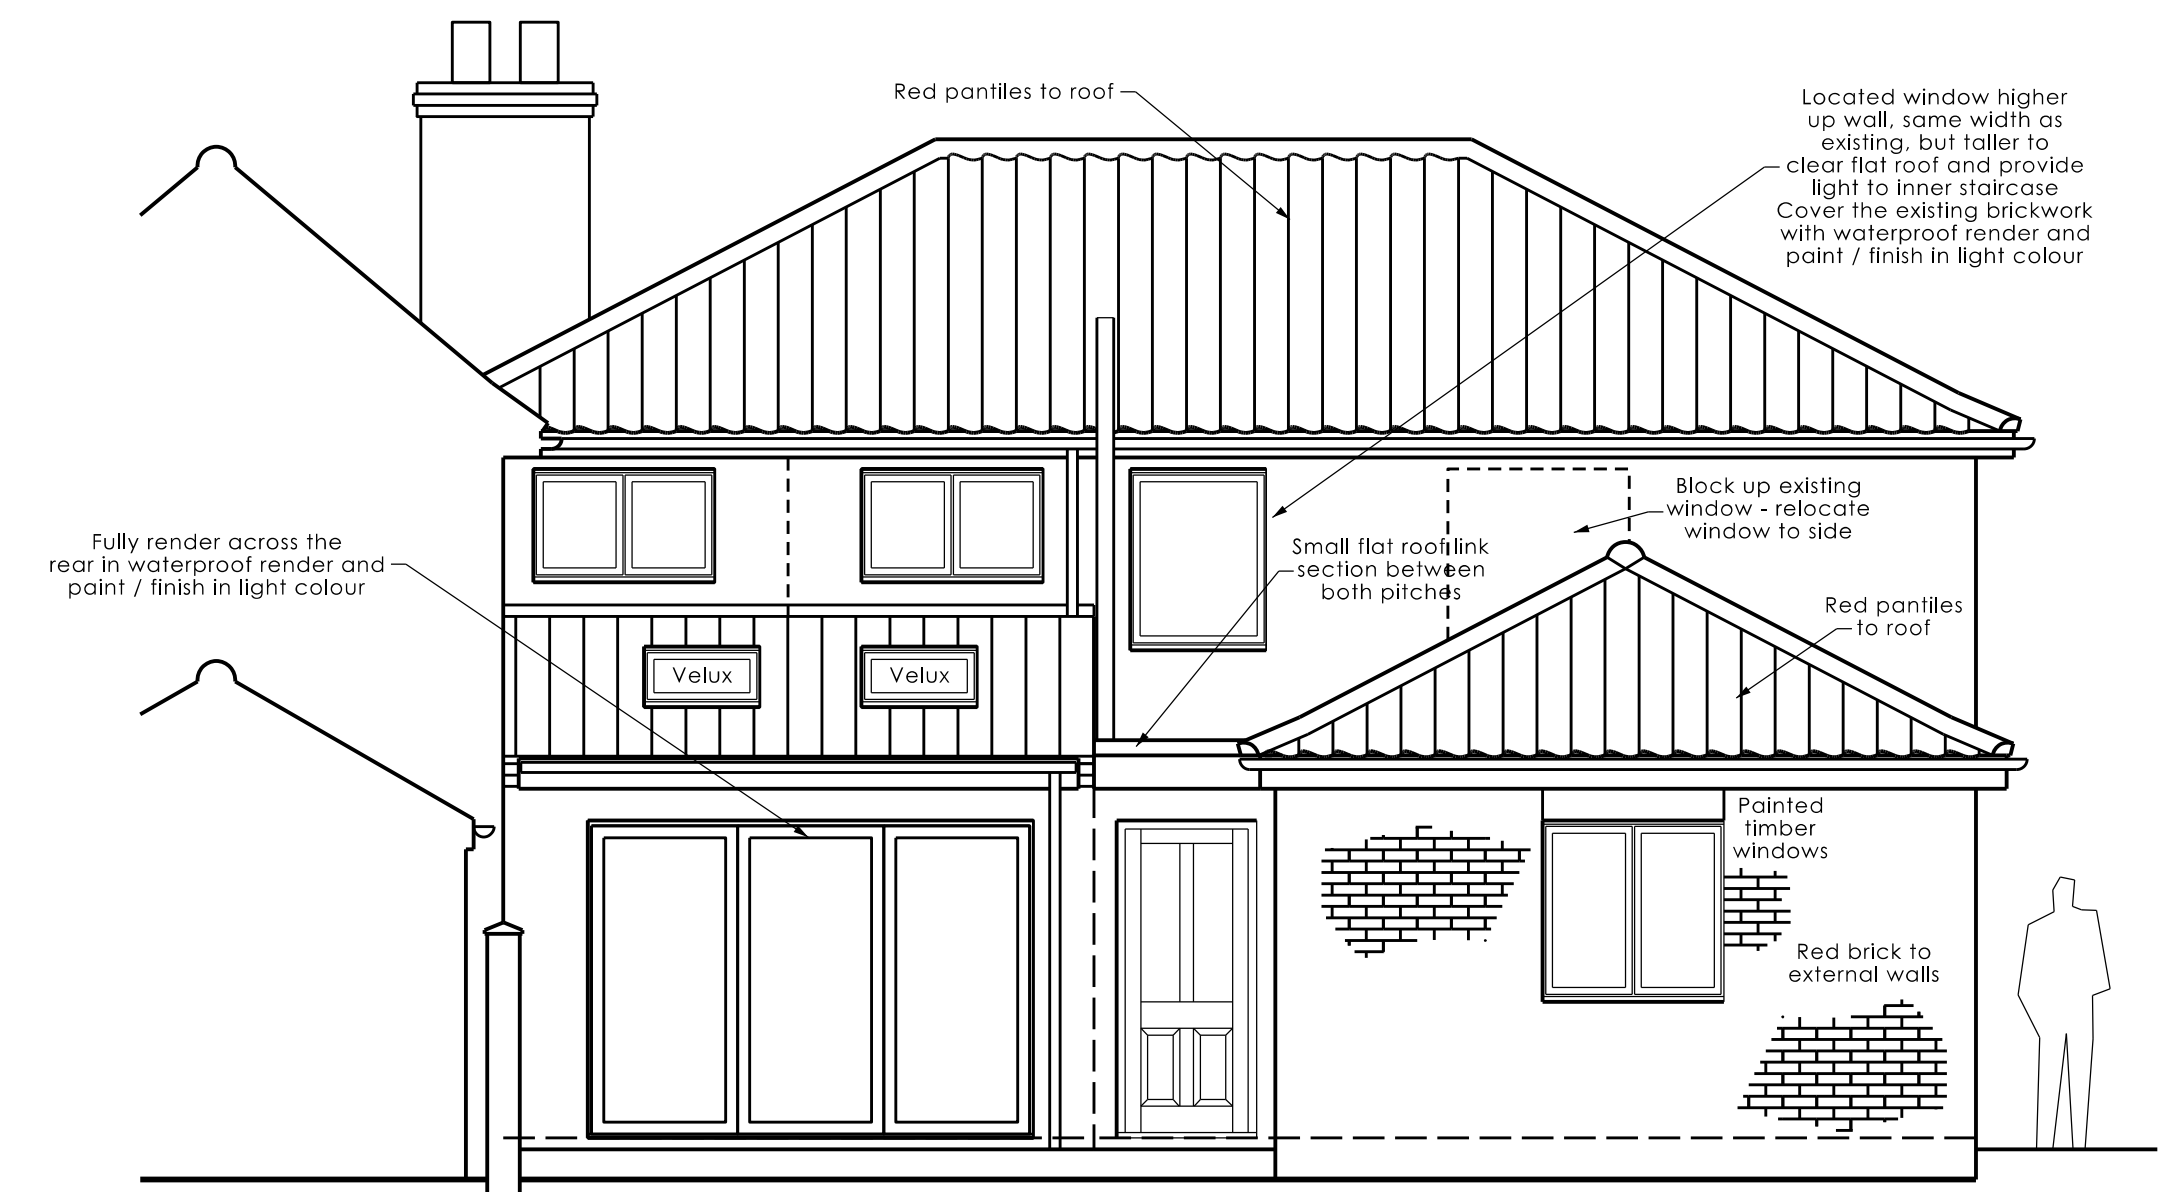 Red pantiles to roof
Located window higher
up wall, same width as
existing, but taller to
clear flat roof and provide
light to inner staircase
Cover the existing brickwork
with waterproof render and
paint / finish in light colour
Block up existing
window - relocate
window to side
Fully render across the
rear in waterproof render and
paint / finish in light colour
Small flat roof link
section between
both pitches
Red pantiles
to roof
Velux
Velux
Painted
timber
windows
Red brick to
external walls